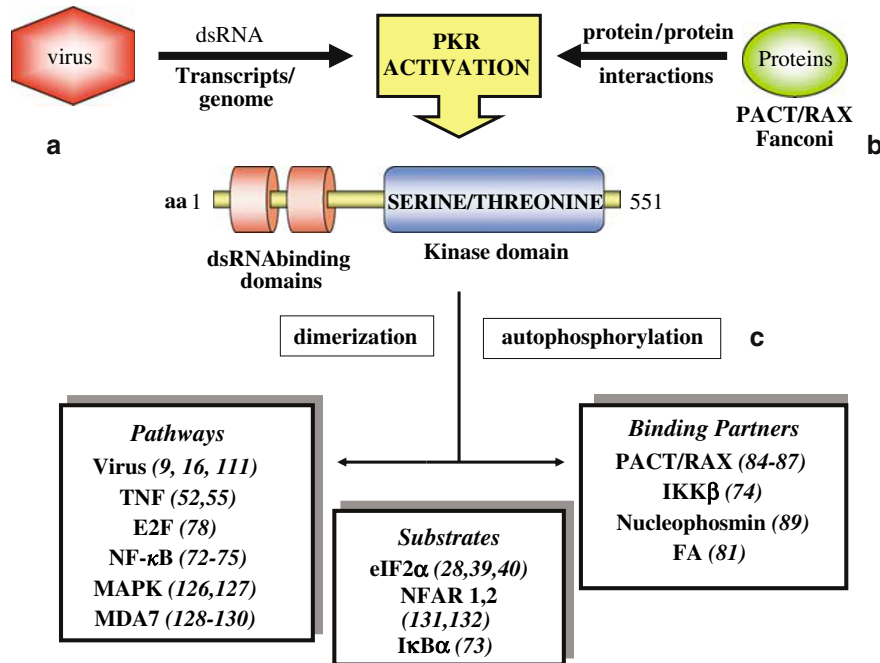 virus
dsRNA
Transcripts/
genome
PKR
ACTIVATION
protein/protein
interactions
Proteins
PACT/RAX
Fanconi
a
b
aa 1
SERINE/THREONINE
551
dsRNAbinding
domains
Kinase domain
dimerization
autophosphorylation
c
Pathways
Virus (9, 16, 111)
TNF (52,55)
E2F (78)
NF-κB (72-75)
MAPK (126,127)
MDA7 (128-130)
Substrates
eIF2α (28,39,40)
NFAR 1,2
(131,132)
IκBα (73)
Binding Partners
PACT/RAX (84-87)
IKKβ (74)
Nucleophosmin (89)
FA (81)